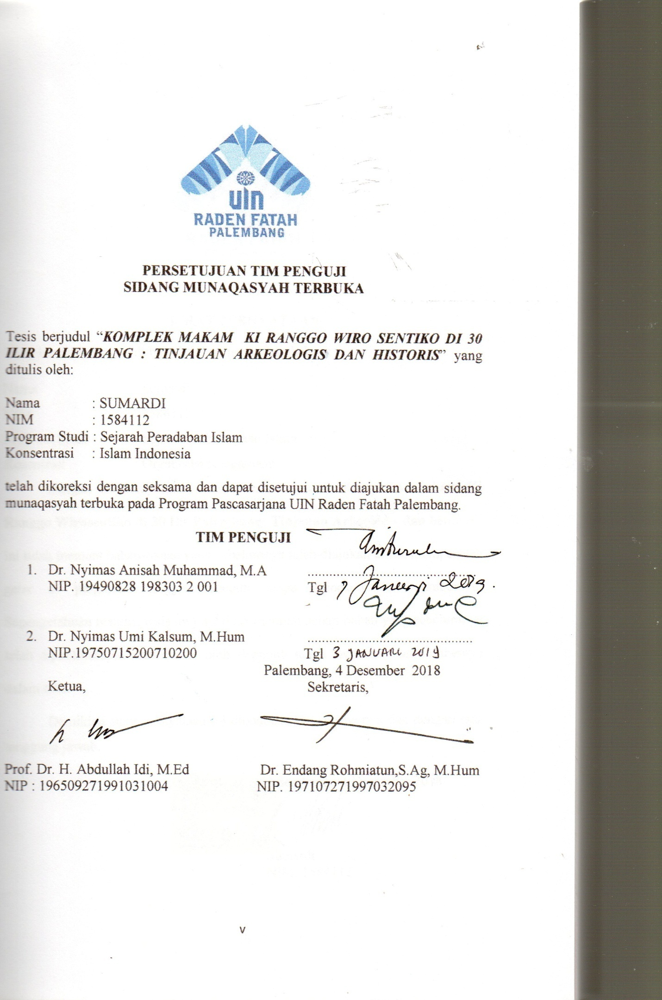 uin
RADEN FATAH
PALEMBANG
PERSETUJUAN TIM PENGUJI
SIDANG MUNAQASYAH TERBUKA
Tesis berjudul “KOMPLEK MAKAM KI RANGGO WIRO SENTIKO DI 30
ILIR PALEMBANG : TINJAUAN ARKEOLOGIS DAN HISTORIS” yang
ditulis oleh:
Nama : SUMARDI
NIM : 1584112
Program Studi : Sejarah Peradaban Islam
Konsentrasi : Islam Indonesia
telah dikoreksi dengan seksama dan dapat disetujui untuk diajukan dalam sidang
munaqasyah terbuka pada Program Pascasarjana UIN Raden Fatah Palembang.
TIM PENGUJI
1. Dr. Nyimas Anisah Muhammad, M.A ........................................
NIP. 19490828 198303 2 001 Tgl 7 Januari 2019.
2. Dr. Nyimas Umi Kalsum, M.Hum ........................................
NIP.19750715200710200 Tgl 3 JANUARI 2019
Palembang, 4 Desember 2018
Ketua, Sekretaris,
Prof. Dr. H. Abdullah Idi, M.Ed Dr. Endang Rohmiatun,S.Ag, M.Hum
NIP : 196509271991031004 NIP. 197107271997032095
v